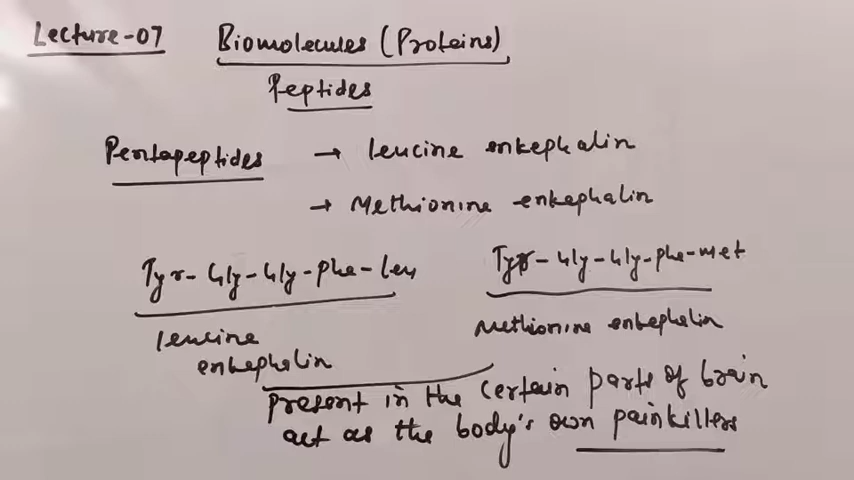 Lecture-07 Biomolecules (Proteins)
Peptides
Pentapeptides → leucine enkephalin
→ Methionine enkephalin
Tyr-Gly-Gly-phe-leu Tyr-Gly-Gly-phe-met
leucine enkephalin Methionine enkephalin
present in the certain parts of brain
act as the body's own painkillers